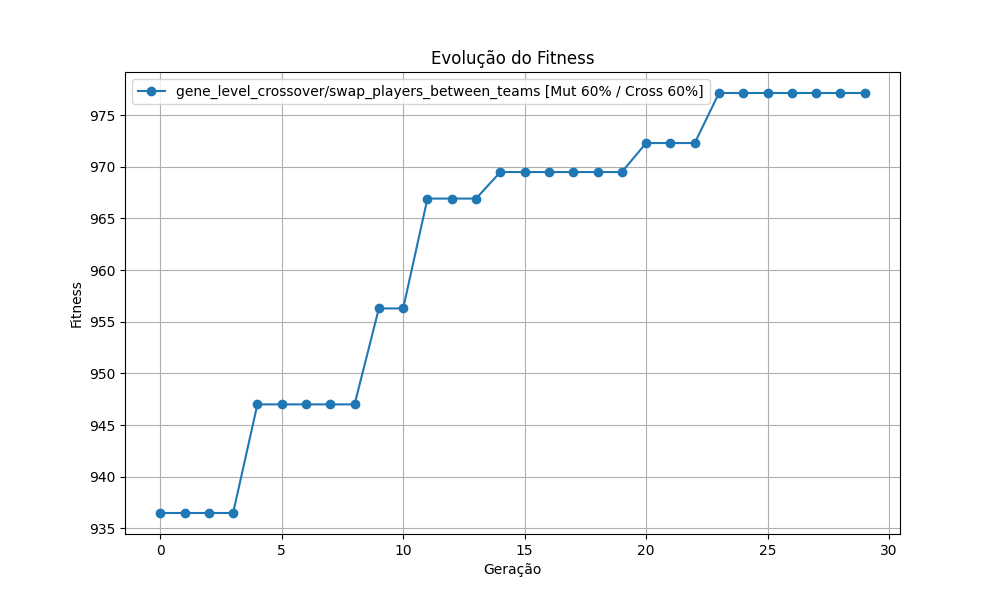 Evolução do Fitness
gene_level_crossover/swap_players_between_teams [Mut 60% / Cross 60%]
Fitness
975
970
965
960
955
950
945
940
935
0 5 10 15 20 25 30
Geração